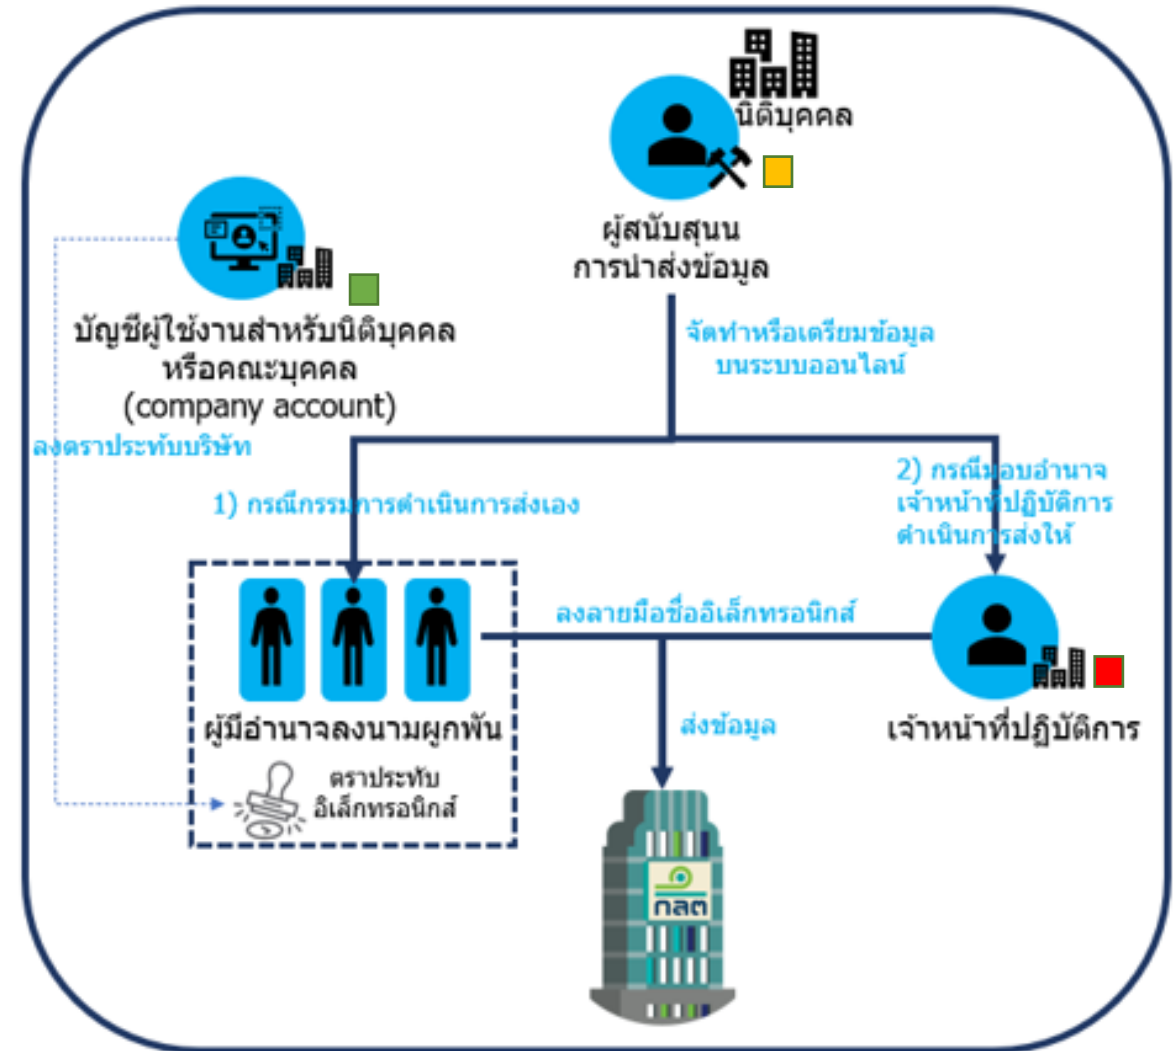 นิติบุคคล
ผู้สนับสุนน
การนำส่งข้อมูล
บัญชีผู้ใช้งานสำหรับนิติบุคคล
หรือคณะบุคคล
(company account)
จัดทำหรือเตรียมข้อมูล
บนระบบออนไลน์
ลงตราประทับบริษัท
1) กรณีกรรมการดำเนินการส่งเอง
2) กรณีมอบอำนาจ
เจ้าหน้าที่ปฏิบัติการ
ดำเนินการส่งให้
ลงลายมือชื่ออิเล็กทรอนิกส์
ผู้มีอำนาจลงนามผูกพัน
ส่งข้อมูล
เจ้าหน้าที่ปฏิบัติการ
ตราประทับ
อิเล็กทรอนิกส์
กลต